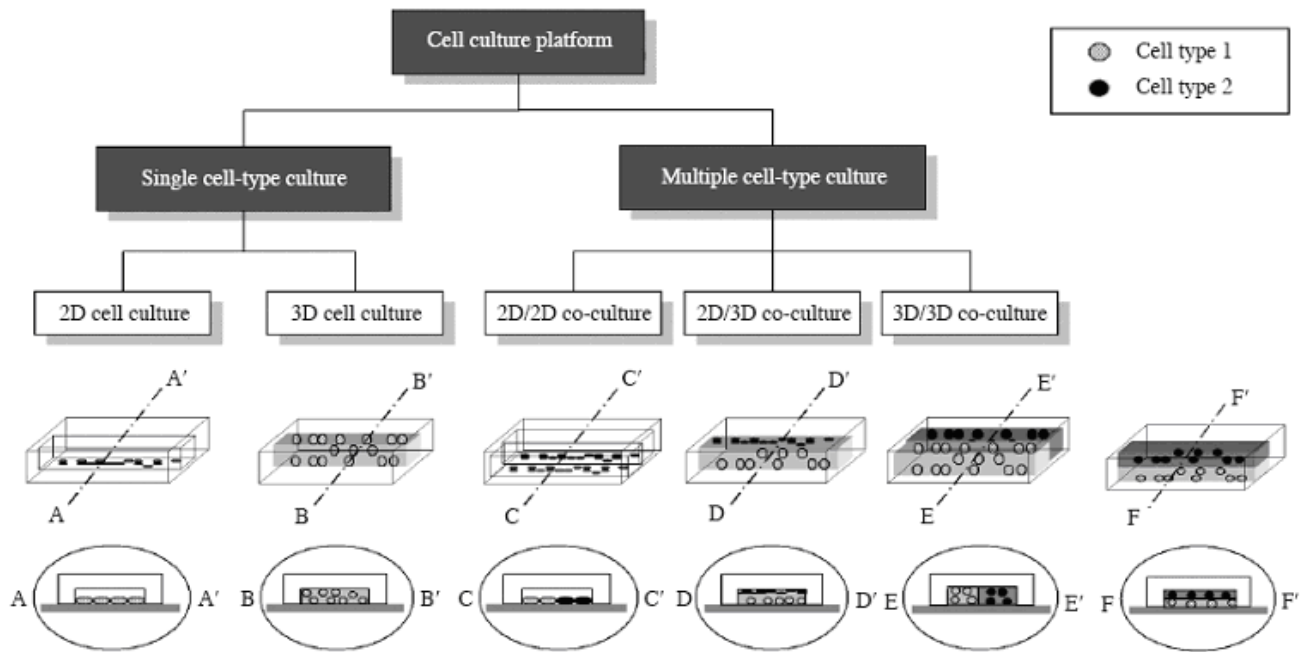 Cell culture platform
Cell type 1
Cell type 2
Single cell-type culture
Multiple cell-type culture
2D cell culture
3D cell culture
2D/2D co-culture
2D/3D co-culture
3D/3D co-culture
A′
B′
C′
D′
E′
F′
A
B
C
D
E
F
A
A′
B
B′
C
C′
D
D′
E
E′
F
F′